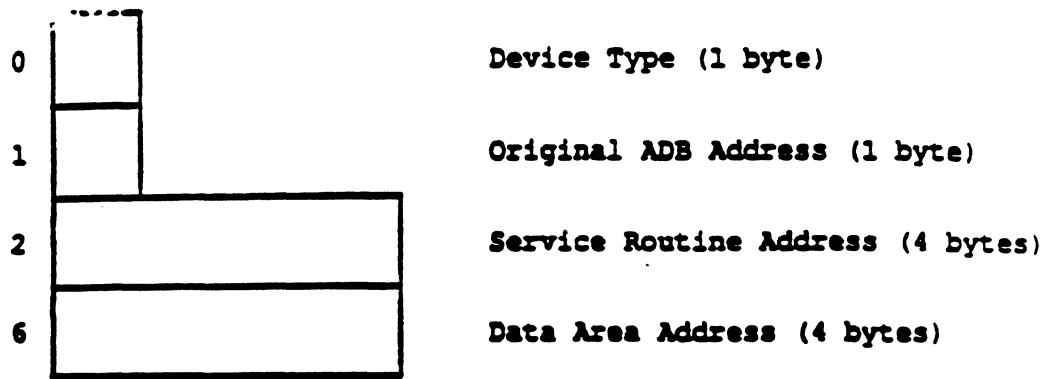 0 Device Type (1 byte)
1 Original ADB Address (1 byte)
2 Service Routine Address (4 bytes)
6 Data Area Address (4 bytes)